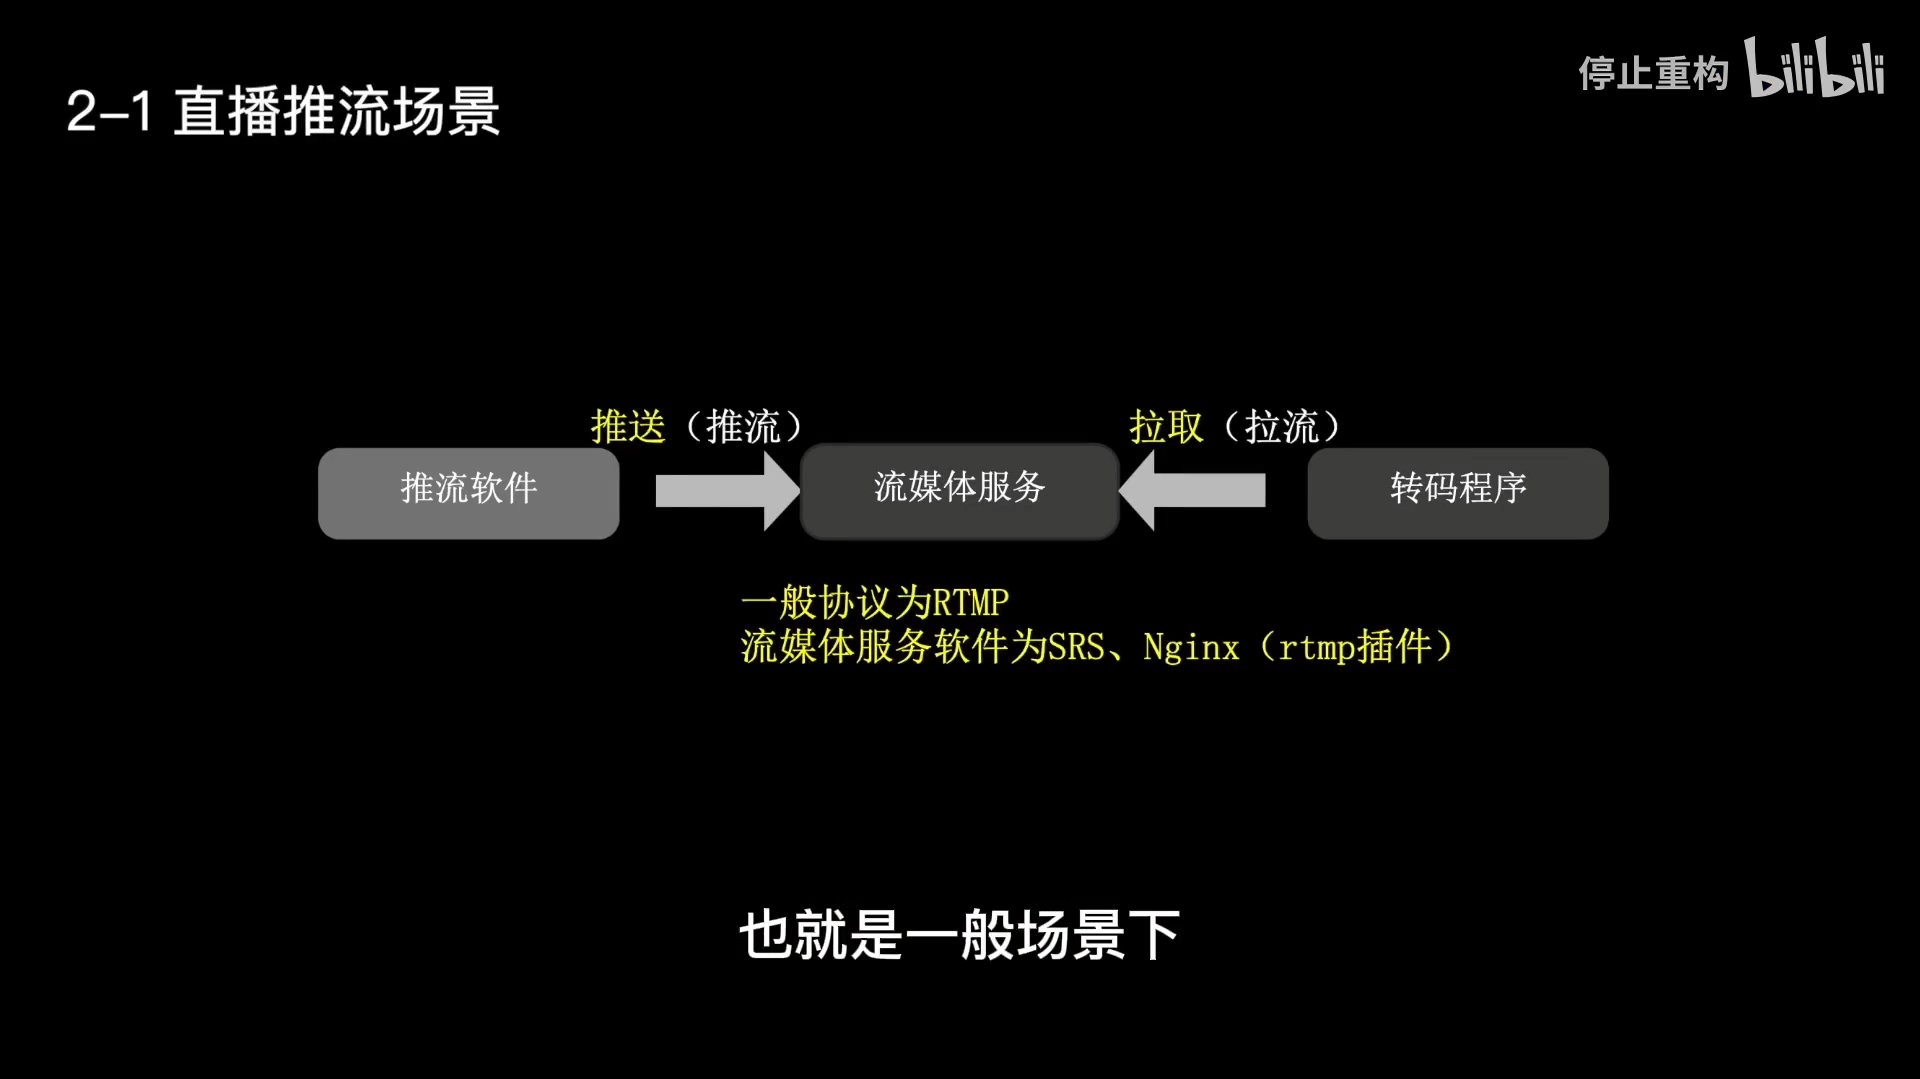 停止重构 bilibili
2-1 直播推流场景
推送（推流） 拉取（拉流）
推流软件 流媒体服务 转码程序
一般协议为RTMP
流媒体服务软件为SRS、Nginx（rtmp插件）
也就是一般场景下